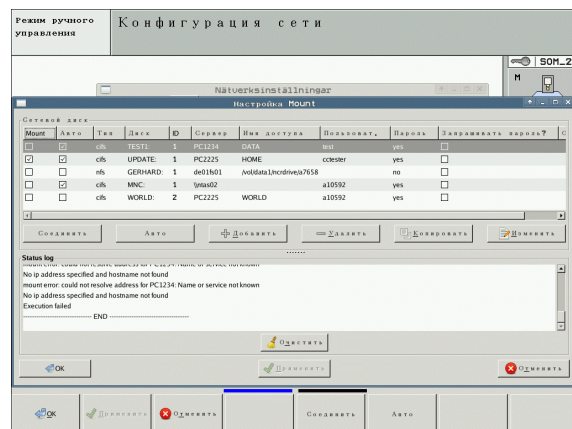 Режим ручного
управления
Конфигурация сети
SOM_2
M
Nätverksinställningar
Настройка Mount
Сетевой диск
Mount Авто Тип Диск ID Сервер Имя доступа Пользоват. Пароль Запрашивать пароль? С
cifs TEST1: 1 PC1234 DATA test yes
cifs UPDATE: 1 PC2225 HOME cctester yes
nfs GERHARD: 1 de01fs01 /vol/data1/ncrdrive/a7658 no
cifs MNC: 1 \\ntas02 a10592 yes
cifs WORLD: 2 PC2225 WORLD a10592 yes
Соединить Авто Добавить Удалить Копировать Изменить
Status log
mount error: could not resolve address for PC1234: Name or service not known
No ip address specified and hostname not found
mount error: could not resolve address for PC1234: Name or service not known
No ip address specified and hostname not found
Execution failed
------------------------------ END ----------------------------------
Очистить
OK Применить Отменить
OK Применить Отменить Соединить Авто